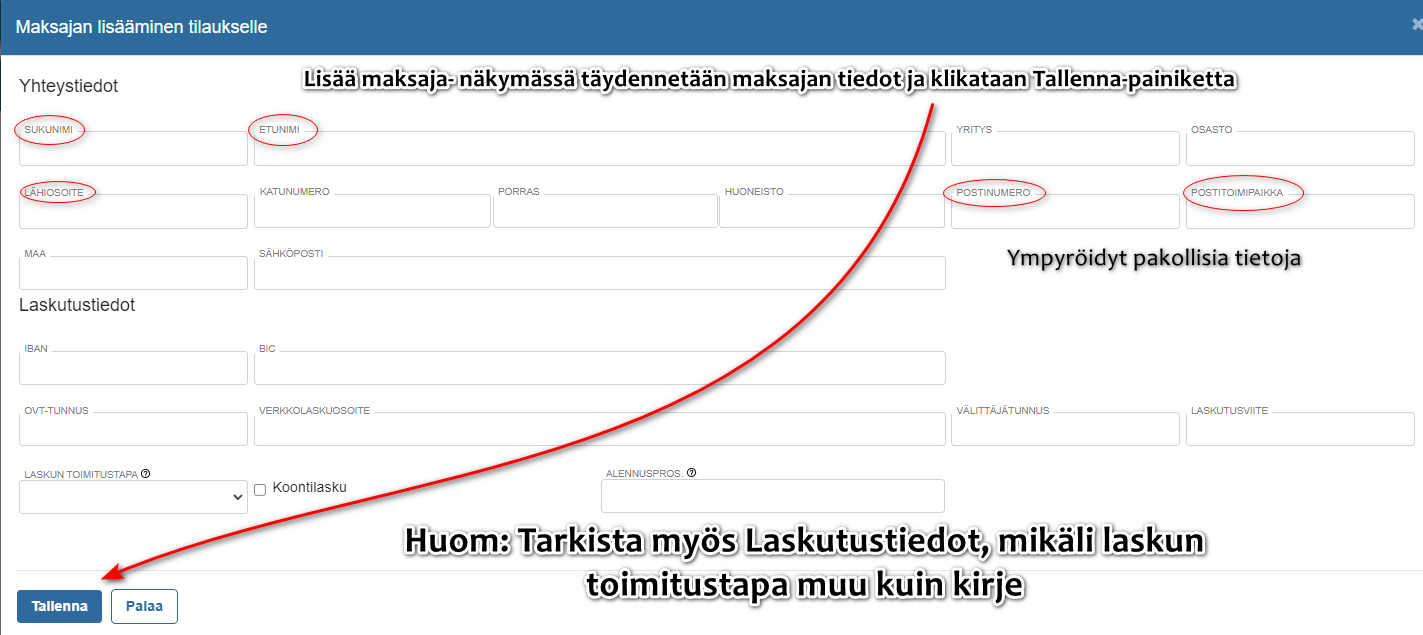 Maksajan lisääminen tilaukselle
Yhteystiedot
Lisää maksaja- näkymässä täydennetään maksajan tiedot ja klikataan Tallenna-painiketta
SUKUNIMI
ETUNIMI
YRITYS
OSASTO
LÄHIOSOITE
KATUNUMERO
PORRAS
HUONEISTO
POSTINUMERO
POSTITOIMIPAIKKA
MAA
SÄHKÖPOSTI
Ympyröidyt pakollisia tietoja
Laskutustiedot
IBAN
BIC
OVT-TUNNUS
VERKKOLASKUOSOITE
VÄLITTÄJÄTUNNUS
LASKUTUSVIITE
LASKUN TOIMITUSTAPA
Koontilasku
ALENNUSPROS.
Huom: Tarkista myös Laskutustiedot, mikäli laskun
toimitustapa muu kuin kirje
Tallenna
Palaa